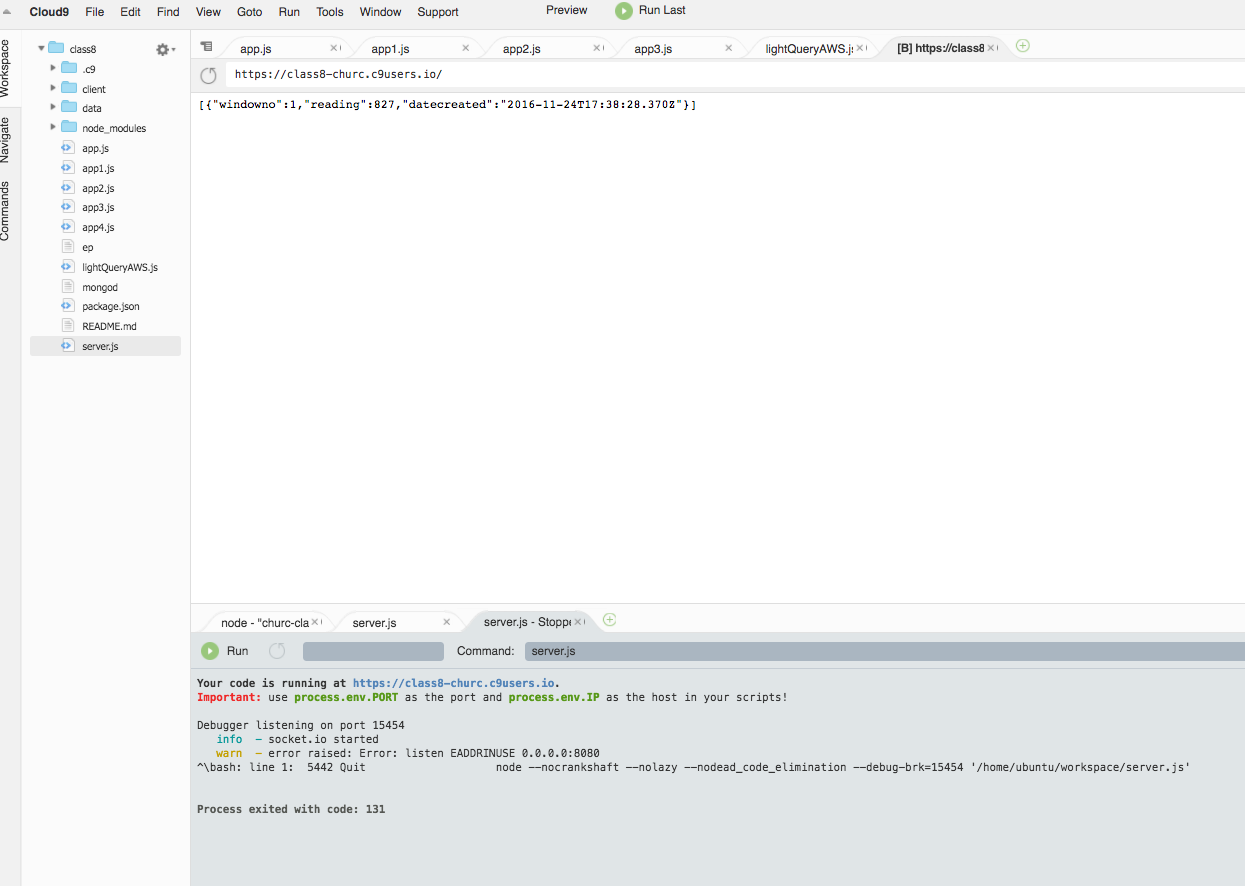 Cloud9 File Edit Find View Goto Run Tools Window Support Preview Run Last
Workspace
Navigate
Commands
class8
.c9
client
data
node_modules
app.js
app1.js
app2.js
app3.js
app4.js
ep
lightQueryAWS.js
mongod
package.json
README.md
server.js
app.js app1.js app2.js app3.js lightQueryAWS.js [B] https://class8
https://class8-churc.c9users.io/
[{"windowno":1,"reading":827,"datecreated":"2016-11-24T17:38:28.370Z"}]
node - "churc-cla server.js server.js - Stoppe
Run Command: server.js
Your code is running at https://class8-churc.c9users.io.
Important: use process.env.PORT as the port and process.env.IP as the host in your scripts!
Debugger listening on port 15454
info - socket.io started
warn - error raised: Error: listen EADDRINUSE 0.0.0.0:8080
^\bash: line 1: 5442 Quit node --nocrankshaft --nolazy --nodead_code_elimination --debug-brk=15454 '/home/ubuntu/workspace/server.js'
Process exited with code: 131